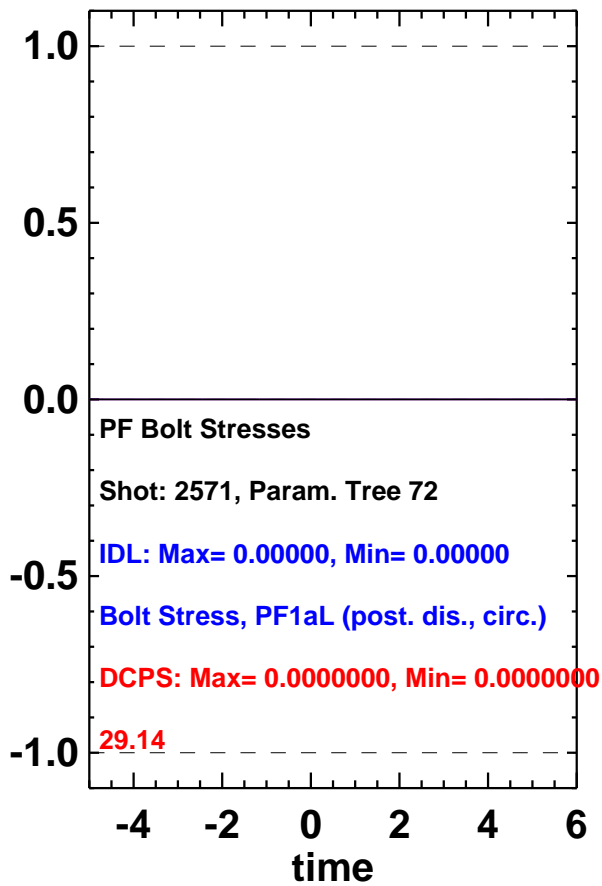 1.0
0.5
0.0
PF Bolt Stresses
Shot: 2571, Param. Tree 72
IDL: Max= 0.00000, Min= 0.00000
-0.5
Bolt Stress, PF1aL (post. dis., circ.)
DCPS: Max= 0.0000000, Min= 0.0000000
29.14
-1.0
-4 -2 0 2 4 6
time